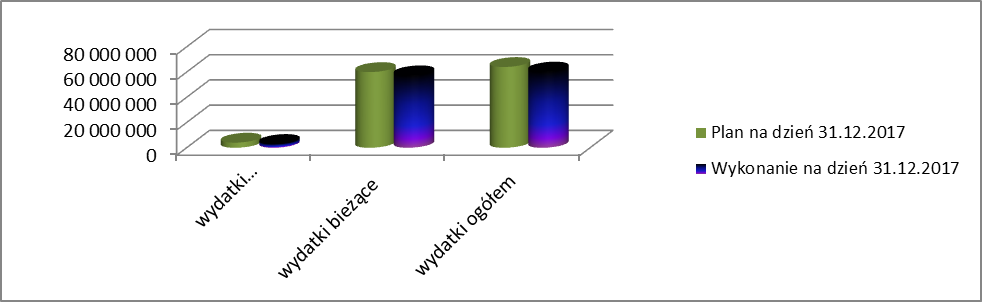 80 000 000
60 000 000
40 000 000
20 000 000
0
wydatki...
wydatki bieżące
wydatki ogółem
Plan na dzień 31.12.2017
Wykonanie na dzień 31.12.2017